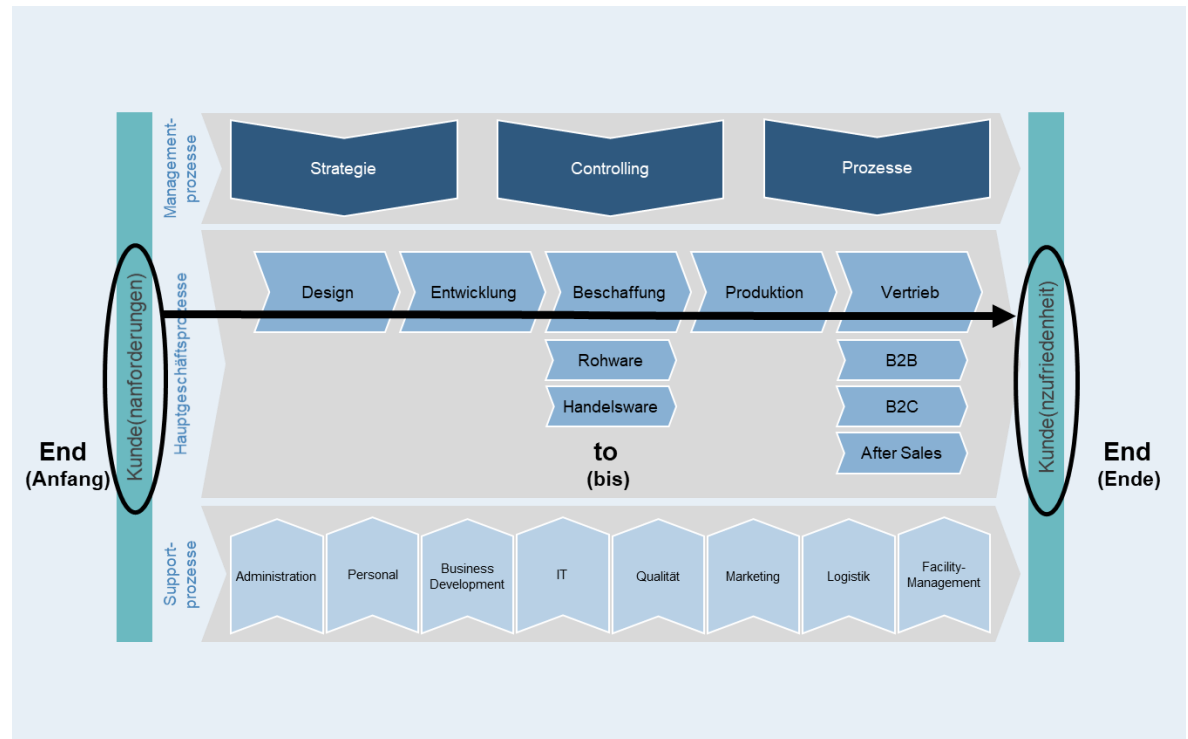 Management-
prozesse
Strategie
Controlling
Prozesse
Kunde(nanforderungen)
Hauptgeschäftsprozesse
Design
Entwicklung
Beschaffung
Produktion
Vertrieb
Rohware
B2B
Handelsware
B2C
After Sales
Kunde(nzufriedenheit)
End
(Anfang)
to
(bis)
End
(Ende)
Support-
prozesse
Administration
Personal
Business
Development
IT
Qualität
Marketing
Logistik
Facility-
Management